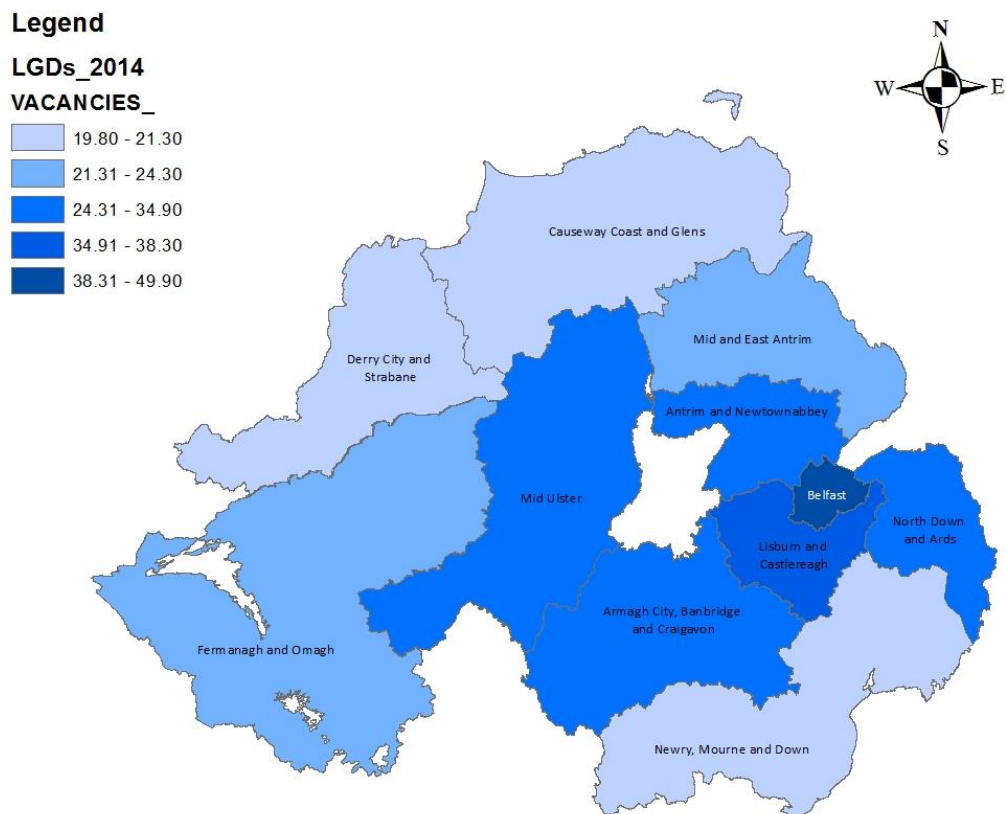 Legend
LGDs_2014
VACANCIES_
19.80 - 21.30
21.31 - 24.30
24.31 - 34.90
34.91 - 38.30
38.31 - 49.90
N
W
E
S
Causeway Coast and Glens
Mid and East Antrim
Derry City and
Strabane
Antrim and Newtownabbey
Mid Ulster
Belfast
North Down
and Ards
Lisburn and
Castlereagh
Armagh City, Banbridge
and Craigavon
Fermanagh and Omagh
Newry, Mourne and Down